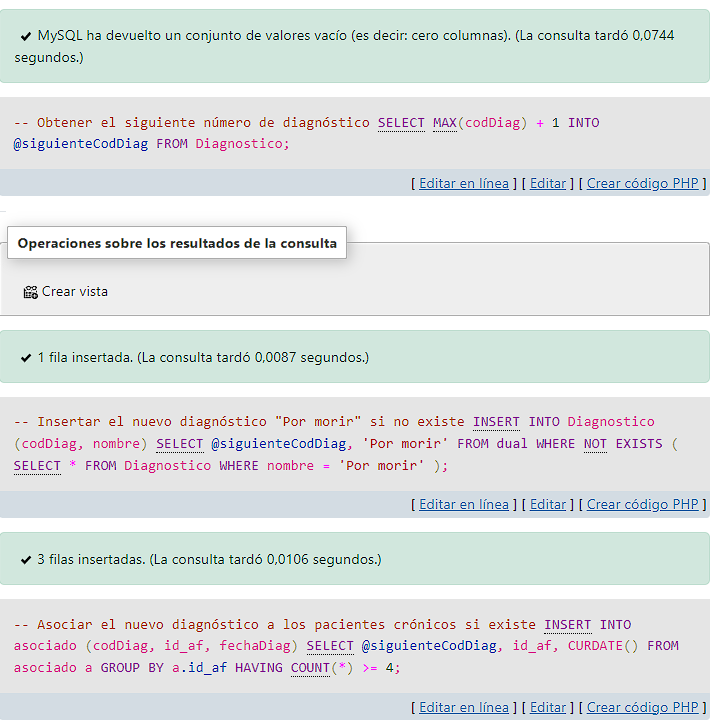 MySQL ha devuelto un conjunto de valores vacío (es decir: cero columnas). (La consulta tardó 0,0744
segundos.)
-- Obtener el siguiente número de diagnóstico SELECT MAX(codDiag) + 1 INTO
@siguienteCodDiag FROM Diagnostico;
[ Editar en línea ] [ Editar ] [ Crear código PHP ]
Operaciones sobre los resultados de la consulta
Crear vista
1 fila insertada. (La consulta tardó 0,0087 segundos.)
-- Insertar el nuevo diagnóstico "Por morir" si no existe INSERT INTO Diagnostico
(codDiag, nombre) SELECT @siguienteCodDiag, 'Por morir' FROM dual WHERE NOT EXISTS (
SELECT * FROM Diagnostico WHERE nombre = 'Por morir' );
[ Editar en línea ] [ Editar ] [ Crear código PHP ]
3 filas insertadas. (La consulta tardó 0,0106 segundos.)
-- Asociar el nuevo diagnóstico a los pacientes crónicos si existe INSERT INTO
asociado (codDiag, id_af, fechaDiag) SELECT @siguienteCodDiag, id_af, CURDATE() FROM
asociado a GROUP BY a.id_af HAVING COUNT(*) >= 4;
[ Editar en línea ] [ Editar ] [ Crear código PHP ]